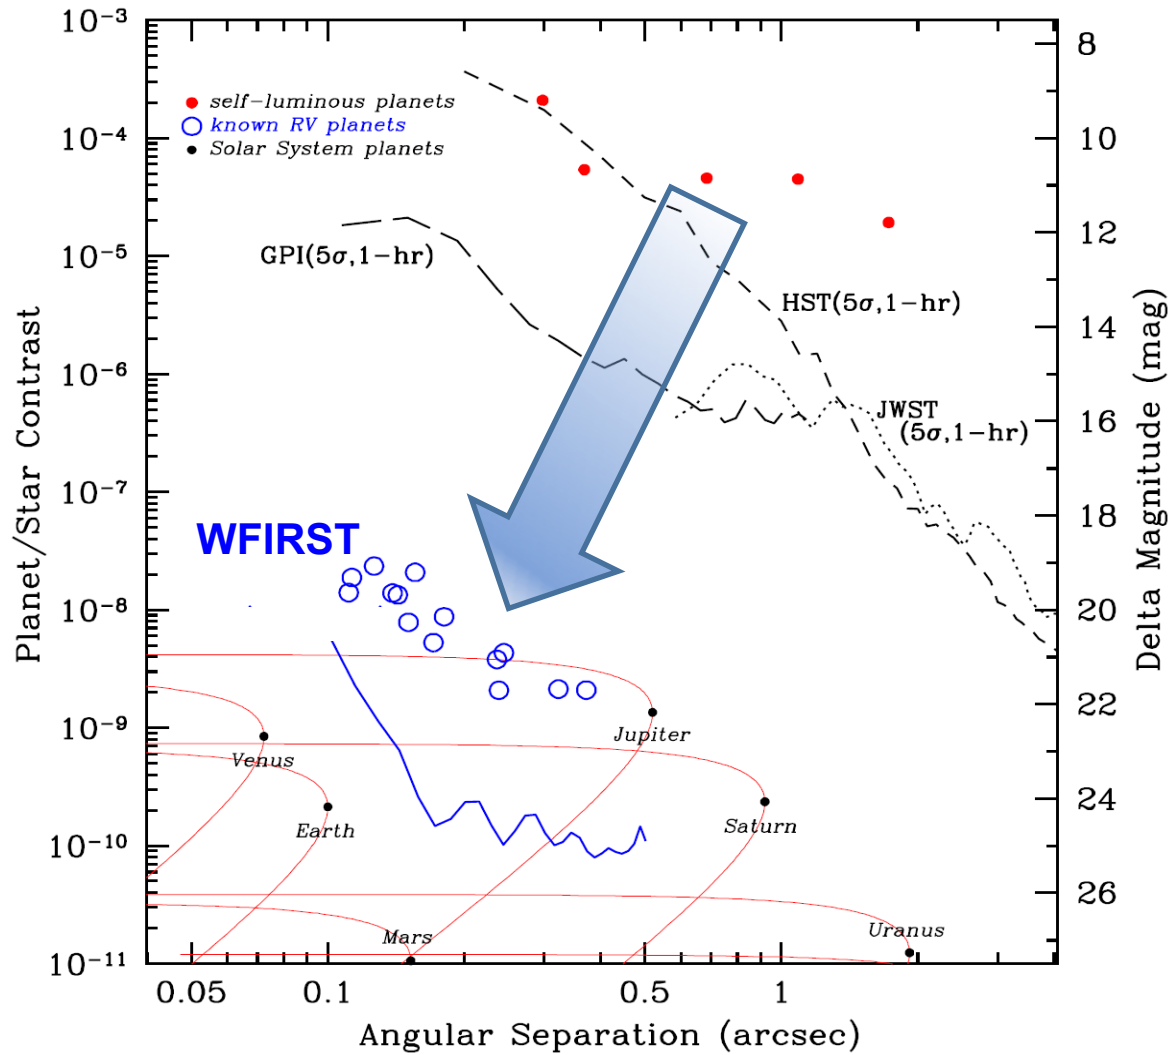 10⁻³
10⁻⁴
10⁻⁵
10⁻⁶
10⁻⁷
10⁻⁸
10⁻⁹
10⁻¹⁰
10⁻¹¹
Planet/Star Contrast
self-luminous planets
known RV planets
Solar System planets
GPI(5σ,1-hr)
HST(5σ,1-hr)
JWST
(5σ,1-hr)
WFIRST
Venus
Earth
Mars
Jupiter
Saturn
Uranus
8
10
12
14
16
18
20
22
24
26
Delta Magnitude (mag)
0.05
0.1
0.5
1
Angular Separation (arcsec)